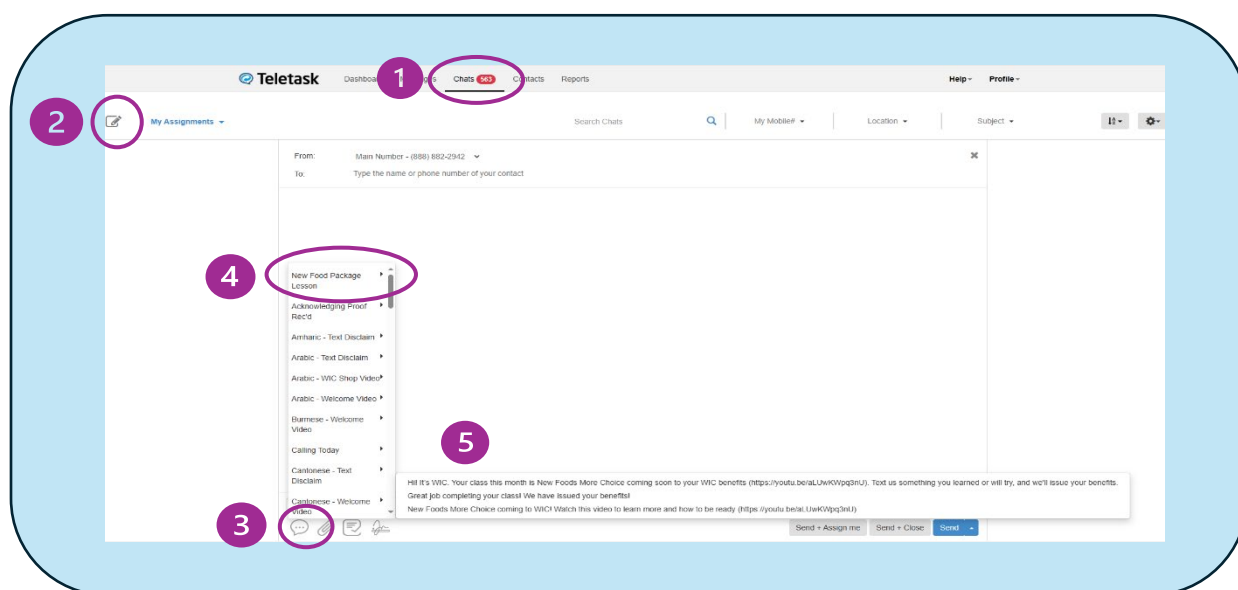 1
Teletask Chats 563 Contacts Reports Help Profile
2
My Assignments Search Chats My Mobile# Location Subject
From: Main Number - (888) 882-2942
To: Type the name or phone number of your contact
4
New Food Package
Lesson
Acknowledging Proof
Rec'd
Amharic - Text Disclaim
Arabic - Text Disclaim
Arabic - WIC Shop Video
Arabic - Welcome Video
Burmese - Welcome
Video
Calling Today
Cantonese - Text
Disclaim
Cantonese - Welcome
Video
5
Hi! It's WIC. Your class this month is New Foods More Choice coming soon to your WIC benefits (https://youtu.be/aLUwKWpq3nU). Text us something you learned or will try, and we'll issue your benefits.
Great job completing your class! We have issued your benefits!
New Foods More Choice coming to WIC! Watch this video to learn more and how to be ready (https://youtu.be/aLUwKWpq3nU)
3
Send + Assign me Send + Close Send